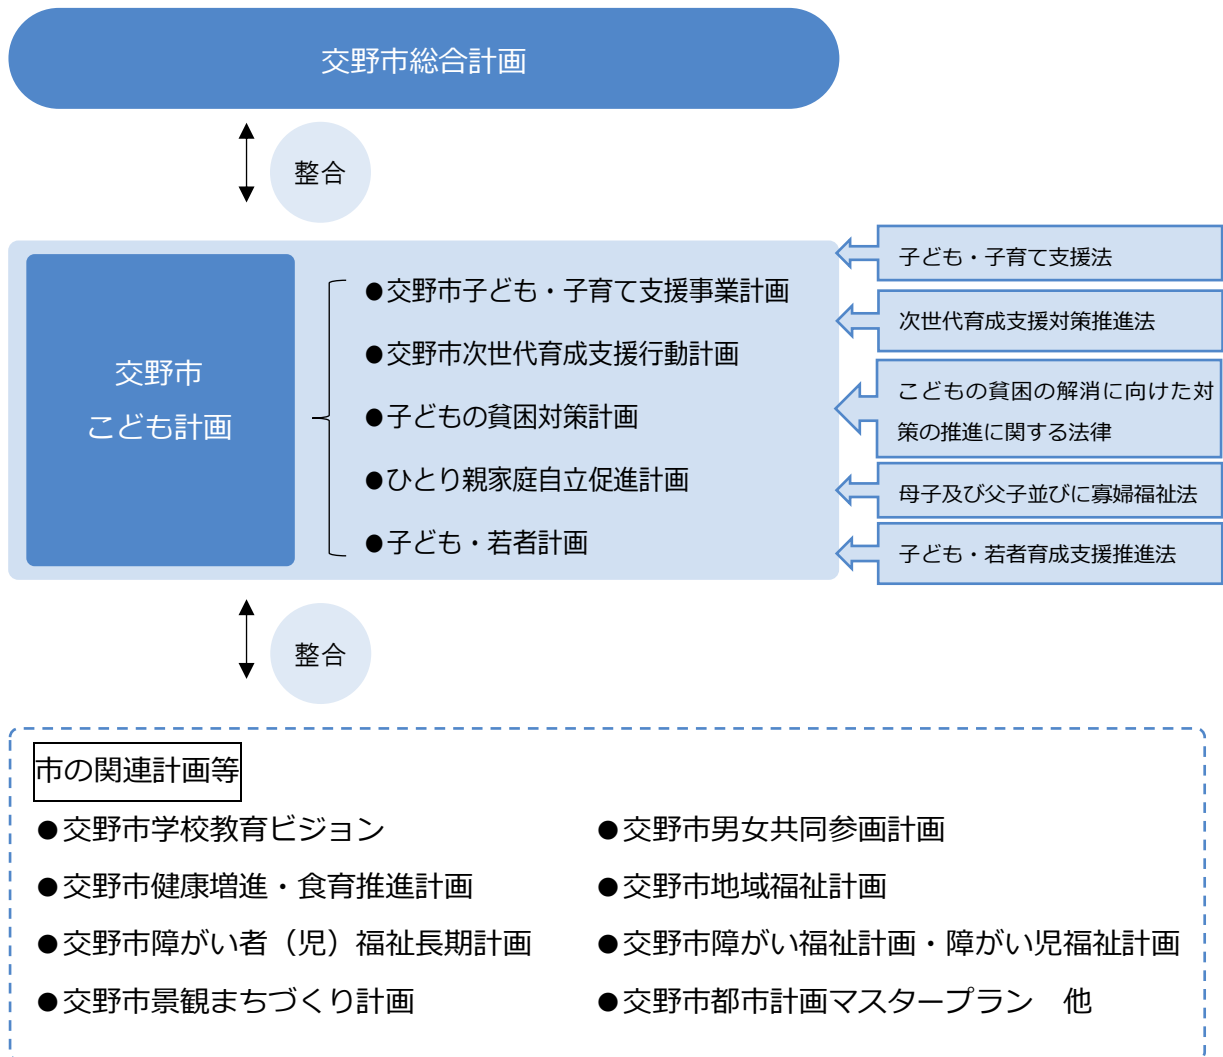 交野市総合計画
整合
交野市
こども計画
●交野市子ども・子育て支援事業計画
●交野市次世代育成支援行動計画
●子どもの貧困対策計画
●ひとり親家庭自立促進計画
●子ども・若者計画
子ども・子育て支援法
次世代育成支援対策推進法
こどもの貧困の解消に向けた対
策の推進に関する法律
母子及び父子並びに寡婦福祉法
子ども・若者育成支援推進法
整合
市の関連計画等
●交野市学校教育ビジョン
●交野市健康増進・食育推進計画
●交野市障がい者（児）福祉長期計画
●交野市景観まちづくり計画
●交野市男女共同参画計画
●交野市地域福祉計画
●交野市障がい福祉計画・障がい児福祉計画
●交野市都市計画マスタープラン　他